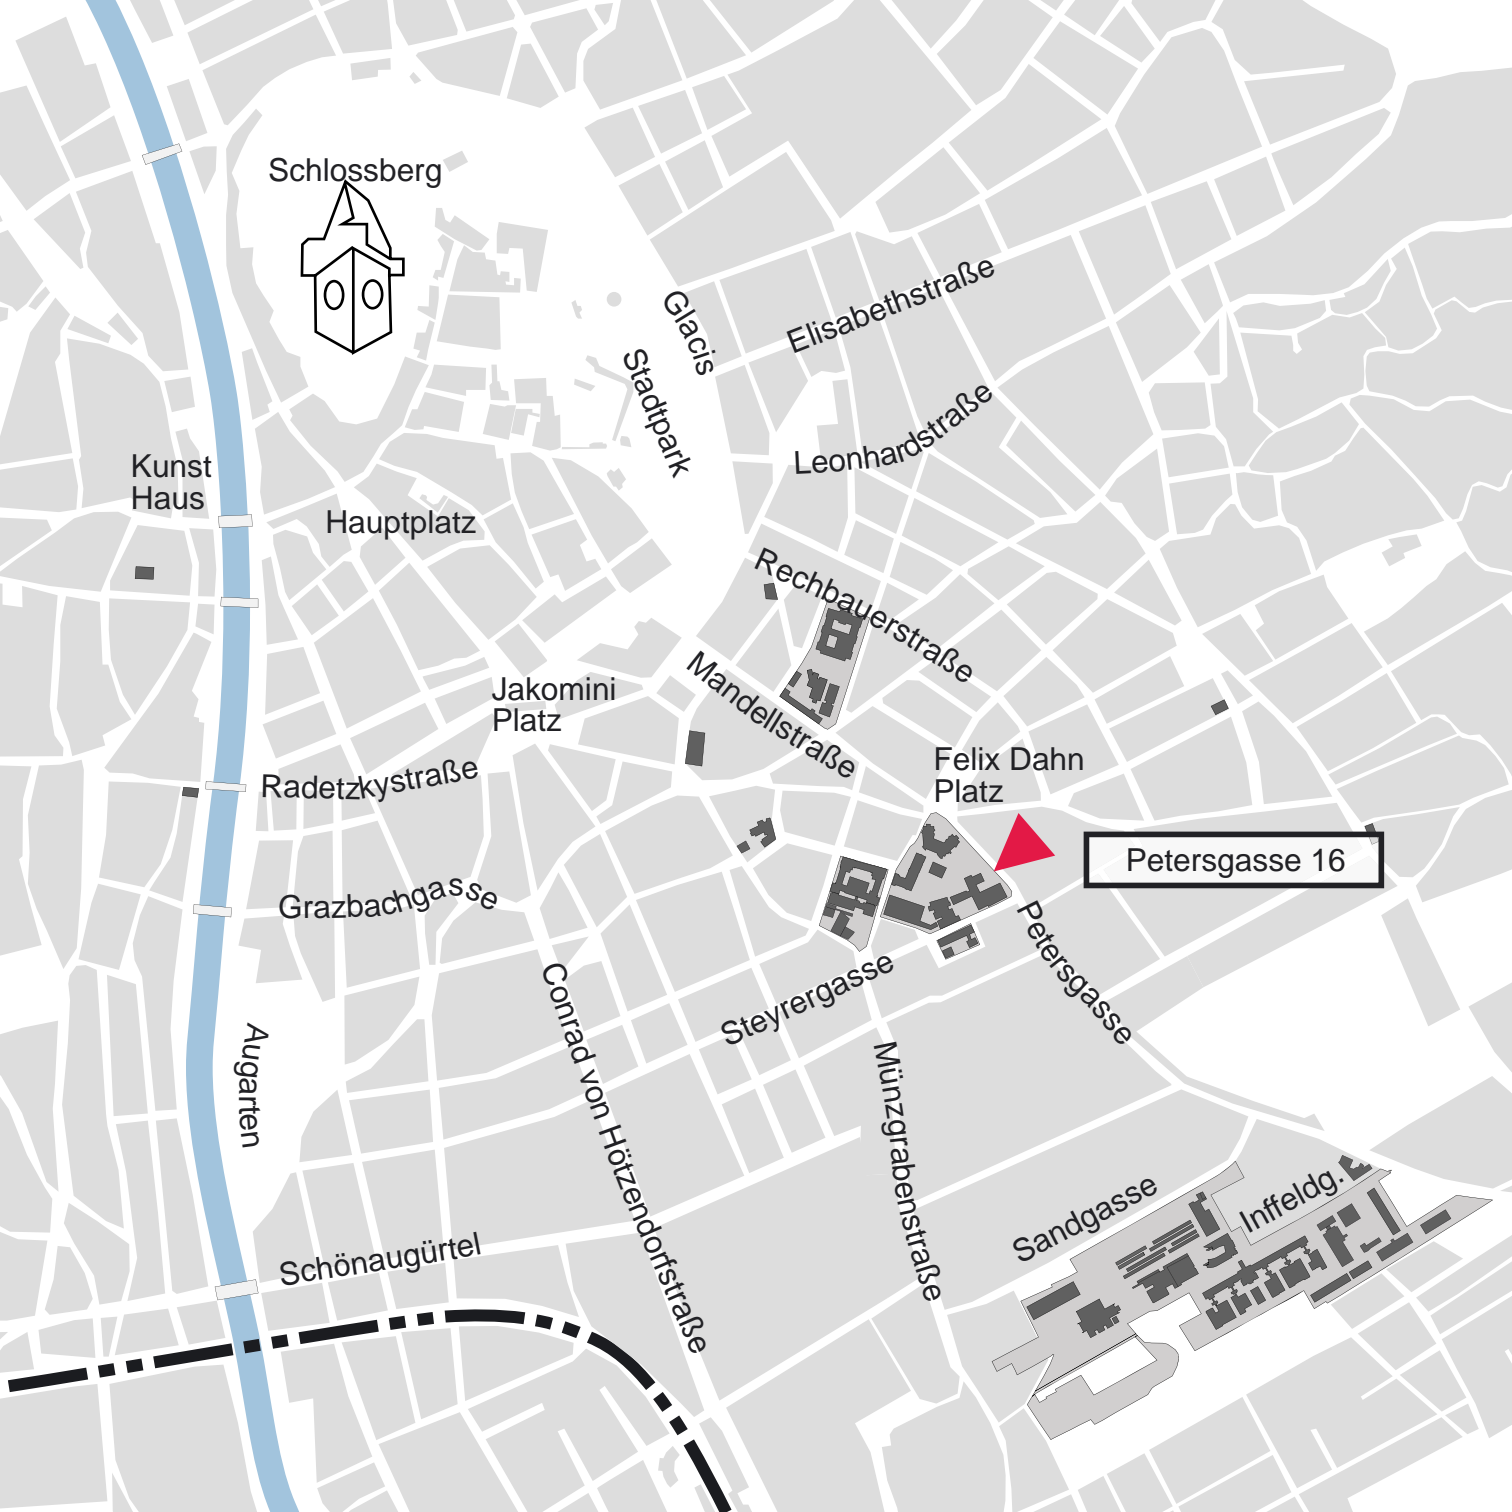 Schlossberg
Glacis
Elisabethstraße
Stadtpark
Leonhardstraße
Kunst
Haus
Hauptplatz
Rechbauerstraße
Mandellstraße
Jakomini
Platz
Radetzkystraße
Felix Dahn
Platz
Petersgasse 16
Grazbachgasse
Petersgasse
Steyrergasse
Conrad von Hötzendorfstraße
Augarten
Münzgrabenstraße
Sandgasse
Inffeldg.
Schönaugürtel